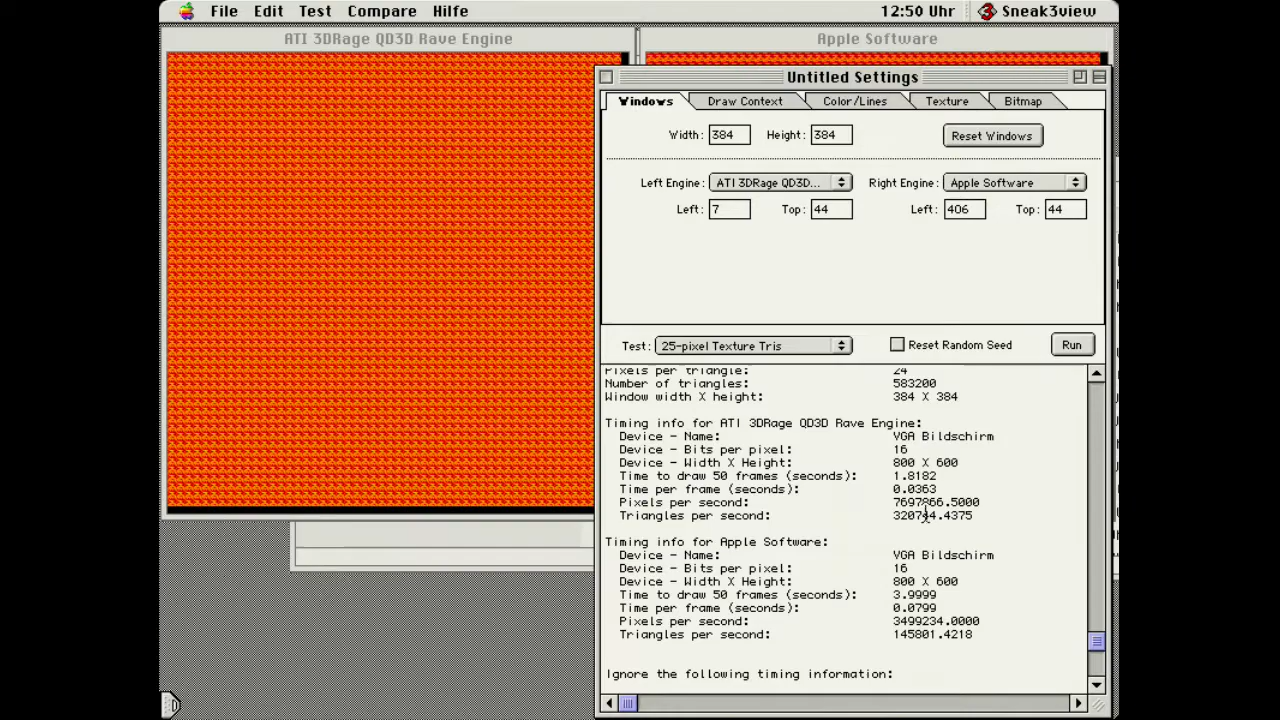 File Edit Test Compare Hilfe 12:50 Uhr Sneak3view
ATI 3DRage QD3D Rave Engine
Apple Software
Untitled Settings
Windows Draw Context Color/Lines Texture Bitmap
Width: 384 Height: 384 Reset Windows
Left Engine: ATI 3DRage QD3D... Right Engine: Apple Software
Left: 7 Top: 44 Left: 406 Top: 44
Test: 25-pixel Texture Tris Reset Random Seed Run
Pixels per triangle: 24
Number of triangles: 583200
Window width X height: 384 X 384
Timing info for ATI 3DRage QD3D Rave Engine:
Device - Name: VGA Bildschirm
Device - Bits per pixel: 16
Device - Width X Height: 800 X 600
Time to draw 50 frames (seconds): 1.8182
Time per frame (seconds): 0.0363
Pixels per second: 7697866.5000
Triangles per second: 320744.4375
Timing info for Apple Software:
Device - Name: VGA Bildschirm
Device - Bits per pixel: 16
Device - Width X Height: 800 X 600
Time to draw 50 frames (seconds): 3.9999
Time per frame (seconds): 0.0799
Pixels per second: 3499234.0000
Triangles per second: 145801.4218
Ignore the following timing information: